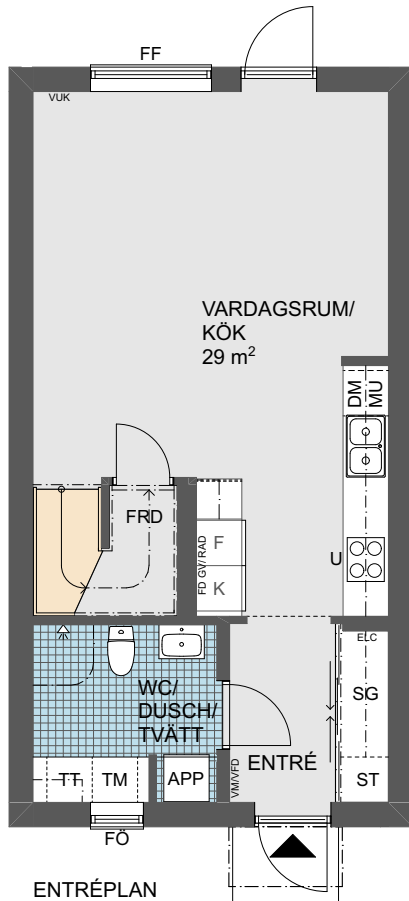 FF
VUK
VARDAGSRUM/
KÖK
29 m²
DM
MU
FRD
F
K
FD GV/ RAD
U
ELC
WC/
DUSCH/
TVÄTT
SG
ENTRÉ
VM/VFD
TT
TM
APP
ST
FÖ
ENTRÉPLAN